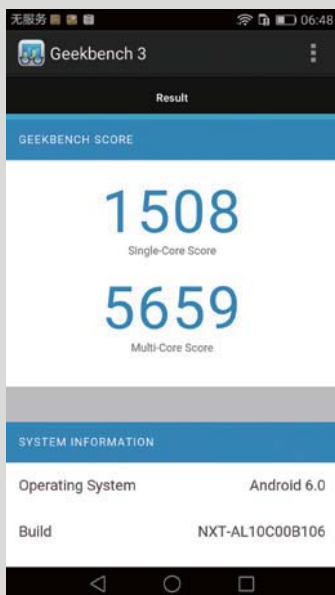 无服务 06:48
Geekbench 3
Result
GEEKBENCH SCORE
1508
Single-Core Score
5659
Multi-Core Score
SYSTEM INFORMATION
Operating System Android 6.0
Build NXT-AL10C00B106